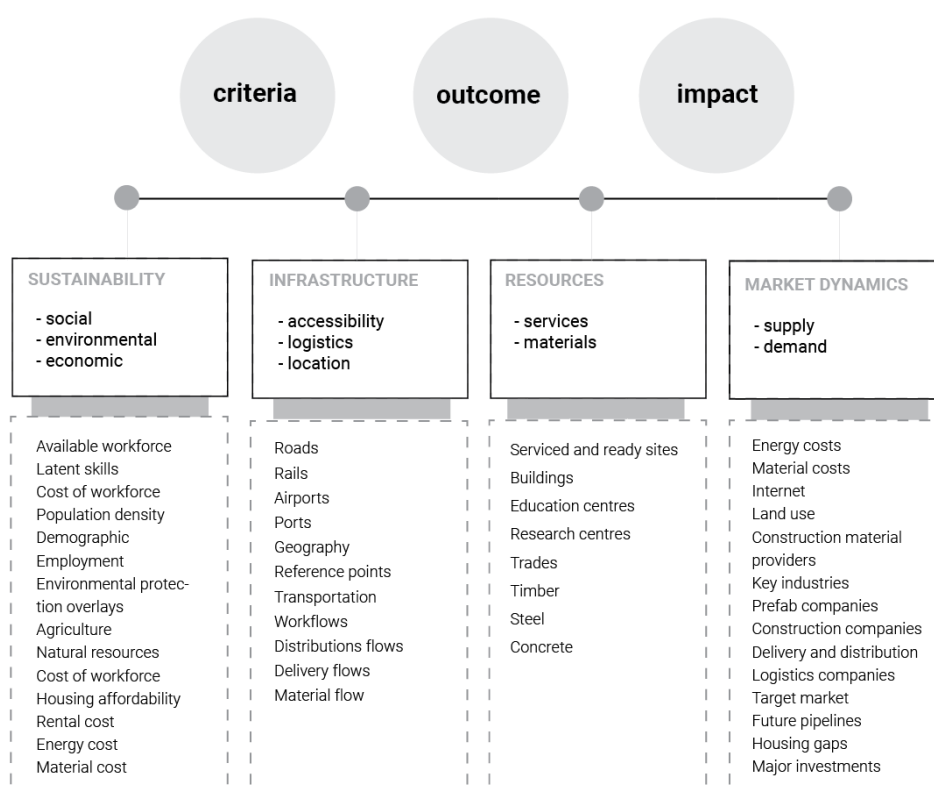 criteria
outcome
impact
SUSTAINABILITY
- social
- environmental
- economic
Available workforce
Latent skills
Cost of workforce
Population density
Demographic
Employment
Environmental protec-
tion overlays
Agriculture
Natural resources
Cost of workforce
Housing affordability
Rental cost
Energy cost
Material cost
INFRASTRUCTURE
- accessibility
- logistics
- location
Roads
Rails
Airports
Ports
Geography
Reference points
Transportation
Workflows
Distributions flows
Delivery flows
Material flow
RESOURCES
- services
- materials
Serviced and ready sites
Buildings
Education centres
Research centres
Trades
Timber
Steel
Concrete
MARKET DYNAMICS
- supply
- demand
Energy costs
Material costs
Internet
Land use
Construction material
providers
Key industries
Prefab companies
Construction companies
Delivery and distribution
Logistics companies
Target market
Future pipelines
Housing gaps
Major investments